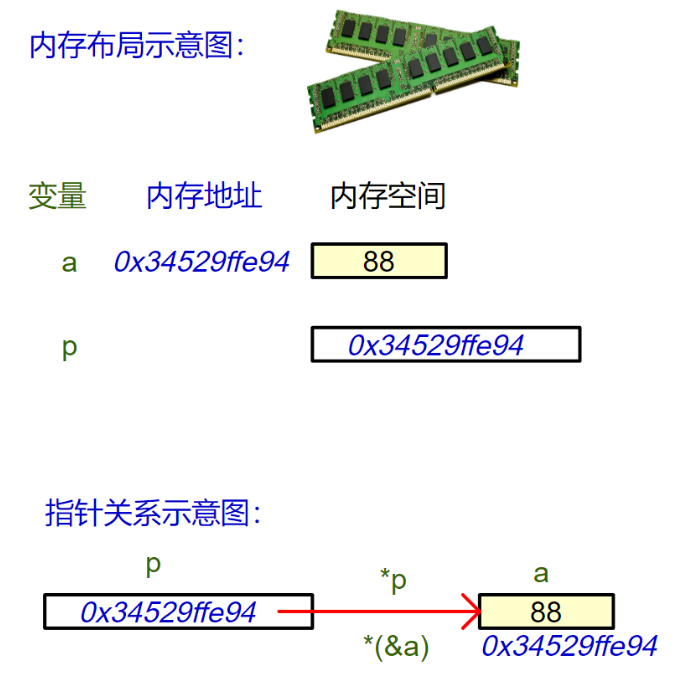 内存布局示意图:
变量 内存地址 内存空间
a 0x34529ffe94 88
p 0x34529ffe94
指针关系示意图:
p *p a
0x34529ffe94 88
*(&a) 0x34529ffe94